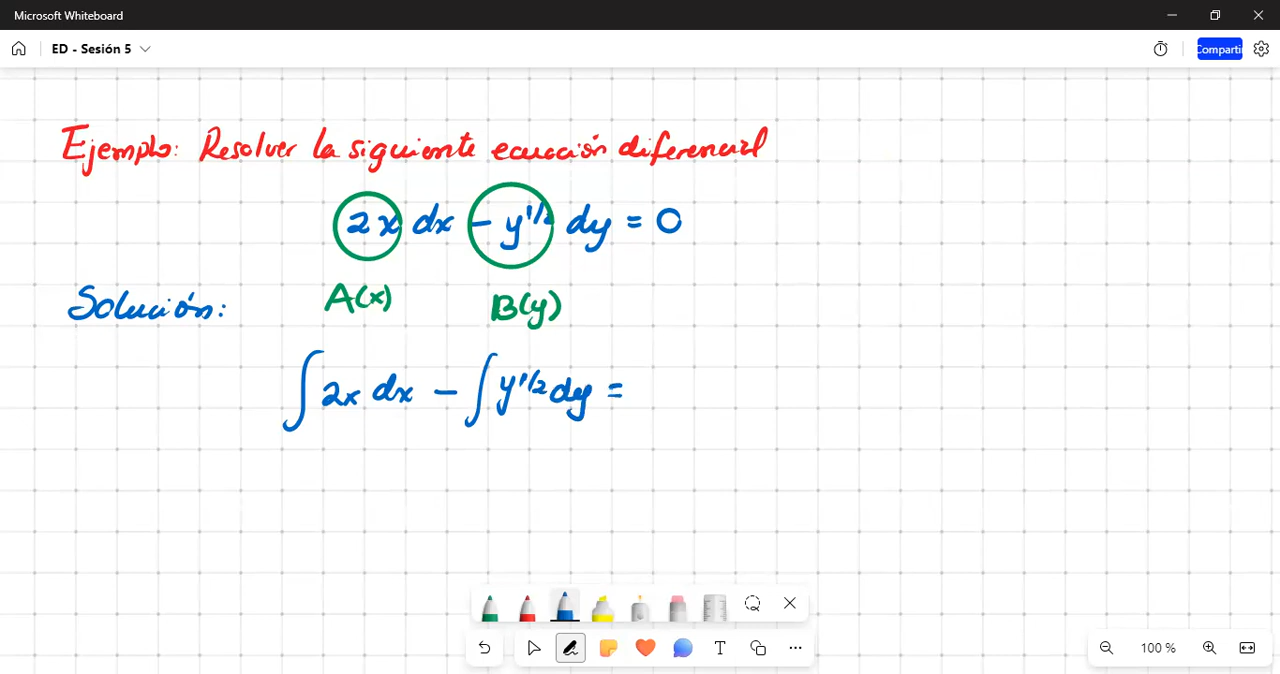 Microsoft Whiteboard
ED - Sesión 5
Compartir
Ejemplo: Resolver la siguiente ecuación diferencial
2x dx - y^1/2 dy = 0
Solución: A(x) B(y)
∫2x dx - ∫y^1/2 dy =
100 %